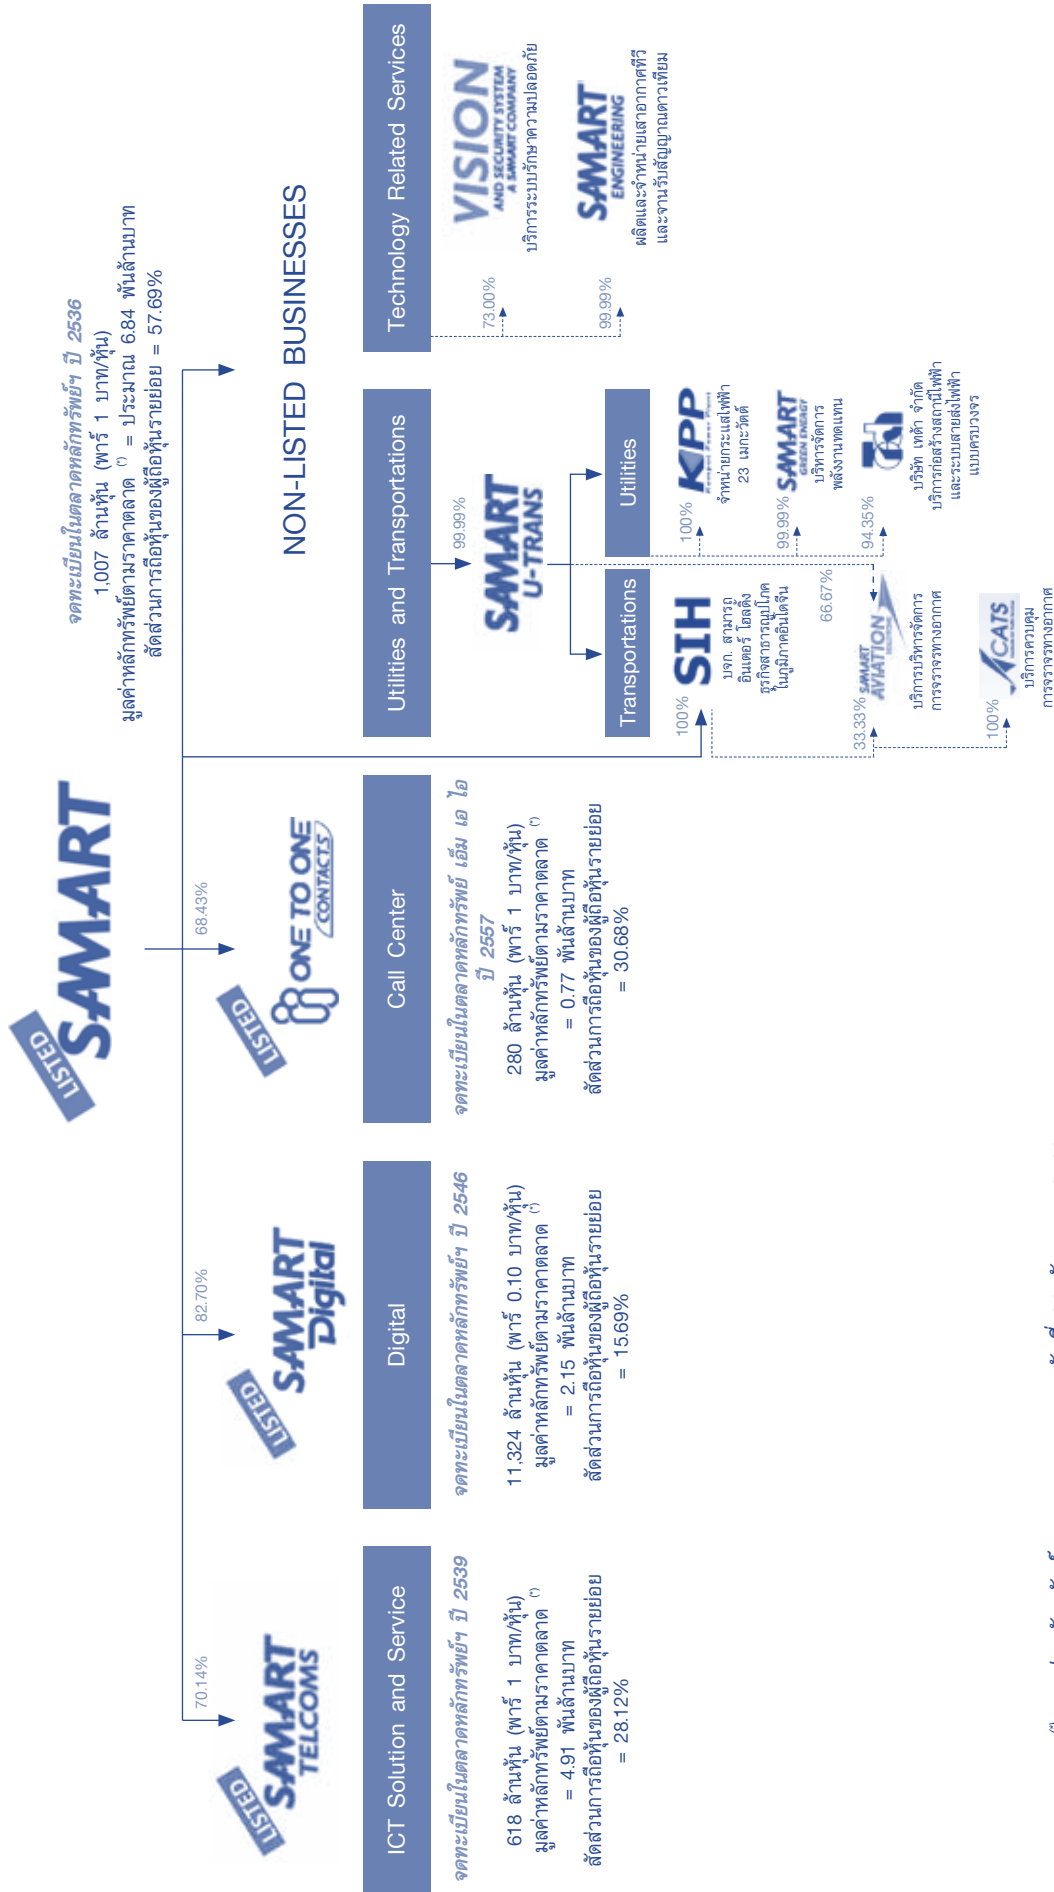 LISTED
SAMART
จดทะเบียนในตลาดหลักทรัพย์ฯ ปี 2536
1,007 ล้านหุ้น (พาร์ 1 บาท/หุ้น)
มูลค่าหลักทรัพย์ตามราคาตลาด (*) = ประมาณ 6.84 พันล้านบาท
สัดส่วนการถือหุ้นของผู้ถือหุ้นรายย่อย = 57.69%
70.14%
LISTED
SAMART
TELCOMS
ICT Solution and Service
จดทะเบียนในตลาดหลักทรัพย์ฯ ปี 2539
618 ล้านหุ้น (พาร์ 1 บาท/หุ้น)
มูลค่าหลักทรัพย์ตามราคาตลาด (*)
= 4.91 พันล้านบาท
สัดส่วนการถือหุ้นของผู้ถือหุ้นรายย่อย
= 28.12%
82.70%
LISTED
SAMART
Digital
Digital
จดทะเบียนในตลาดหลักทรัพย์ฯ ปี 2546
11,324 ล้านหุ้น (พาร์ 0.10 บาท/หุ้น)
มูลค่าหลักทรัพย์ตามราคาตลาด (*)
= 2.15 พันล้านบาท
สัดส่วนการถือหุ้นของผู้ถือหุ้นรายย่อย
= 15.69%
68.43%
LISTED
ONE TO ONE
CONTACTS
Call Center
จดทะเบียนในตลาดหลักทรัพย์ เอ็ม เอ ไอ
ปี 2557
280 ล้านหุ้น (พาร์ 1 บาท/หุ้น)
มูลค่าหลักทรัพย์ตามราคาตลาด (*)
= 0.77 พันล้านบาท
สัดส่วนการถือหุ้นของผู้ถือหุ้นรายย่อย
= 30.68%
NON-LISTED BUSINESSES
Utilities and Transportations
99.99%
SAMART
U-TRANS
Transportations
100%
SIH
บจก. สามารถ
อินเตอร์ โฮลดิ้ง
ธุรกิจสาธารณูปโภค
ในภูมิภาคอินโดจีน
33.33%
66.67%
SAMART
AVIATION
SOLUTIONS
บริการบริหารจัดการ
การจราจรทางอากาศ
100%
CATS
บริการควบคุม
การจราจรทางอากาศ
Utilities
100%
KPP
Kampot Power Plant
จำหน่ายกระแสไฟฟ้า
23 เมกะวัตต์
99.99%
SAMART
GREEN ENERGY
บริหารจัดการ
พลังงานทดแทน
94.35%
บริษัท เทด้า จำกัด
บริการก่อสร้างสถานีไฟฟ้า
และระบบสายส่งไฟฟ้า
แบบครบวงจร
Technology Related Services
73.00%
VISION
AND SECURITY SYSTEM
A SAMART COMPANY
บริการระบบรักษาความปลอดภัย
99.99%
SAMART
ENGINEERING
ผลิตและจำหน่ายเสาอากาศทีวี
และจานรับสัญญาณดาวเทียม